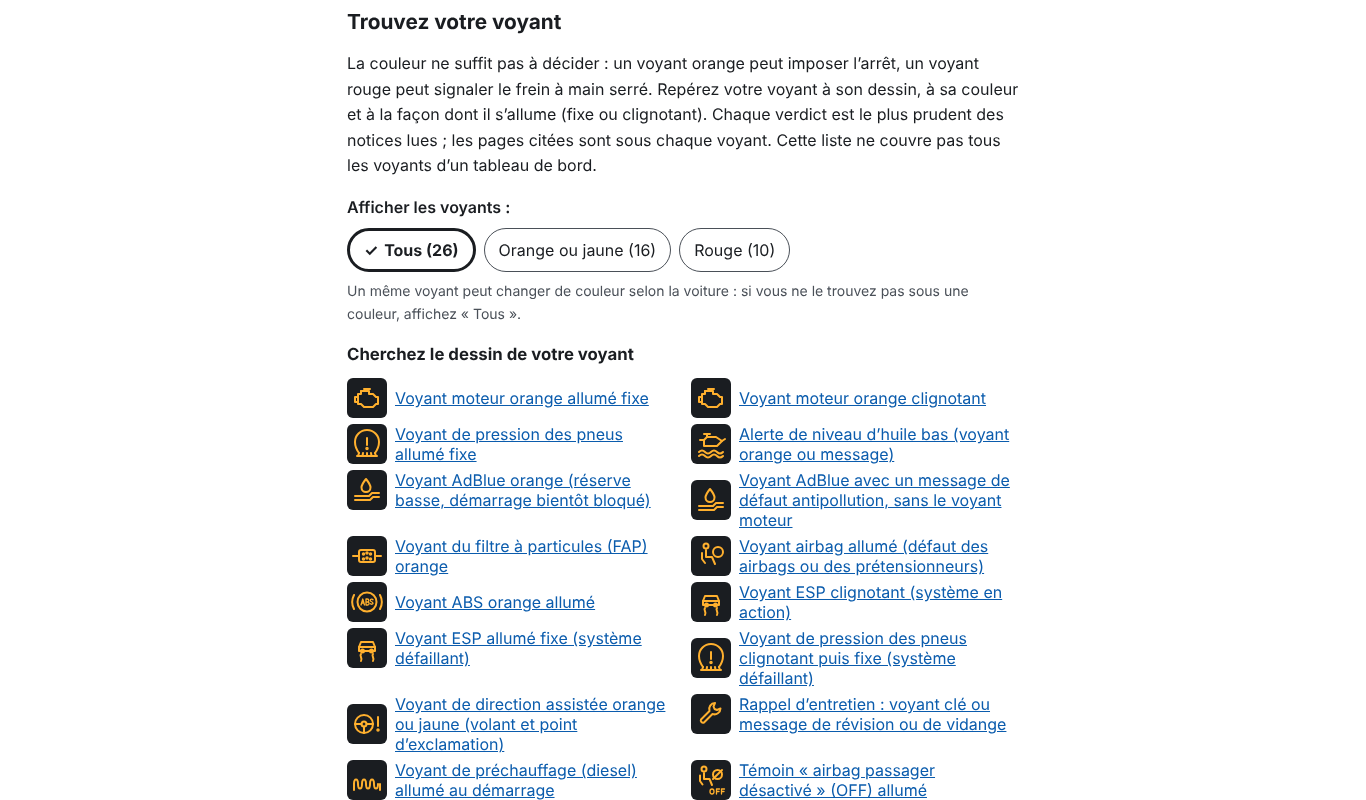 Trouvez votre voyant
La couleur ne suffit pas à décider : un voyant orange peut imposer l’arrêt, un voyant
rouge peut signaler le frein à main serré. Repérez votre voyant à son dessin, à sa couleur
et à la façon dont il s’allume (fixe ou clignotant). Chaque verdict est le plus prudent des
notices lues ; les pages citées sont sous chaque voyant. Cette liste ne couvre pas tous
les voyants d’un tableau de bord.
Afficher les voyants :
✓ Tous (26)
Orange ou jaune (16)
Rouge (10)
Un même voyant peut changer de couleur selon la voiture : si vous ne le trouvez pas sous une
couleur, affichez « Tous ».
Cherchez le dessin de votre voyant
Voyant moteur orange allumé fixe
Voyant moteur orange clignotant
Voyant de pression des pneus
allumé fixe
Alerte de niveau d’huile bas (voyant
orange ou message)
Voyant AdBlue orange (réserve
basse, démarrage bientôt bloqué)
Voyant AdBlue avec un message de
défaut antipollution, sans le voyant
moteur
Voyant du filtre à particules (FAP)
orange
Voyant airbag allumé (défaut des
airbags ou des prétensionneurs)
ABS
Voyant ABS orange allumé
Voyant ESP clignotant (système en
action)
Voyant ESP allumé fixe (système
défaillant)
Voyant de pression des pneus
clignotant puis fixe (système
défaillant)
Voyant de direction assistée orange
ou jaune (volant et point
d’exclamation)
Rappel d’entretien : voyant clé ou
message de révision ou de vidange
Voyant de préchauffage (diesel)
allumé au démarrage
OFF
Témoin « airbag passager
désactivé » (OFF) allumé